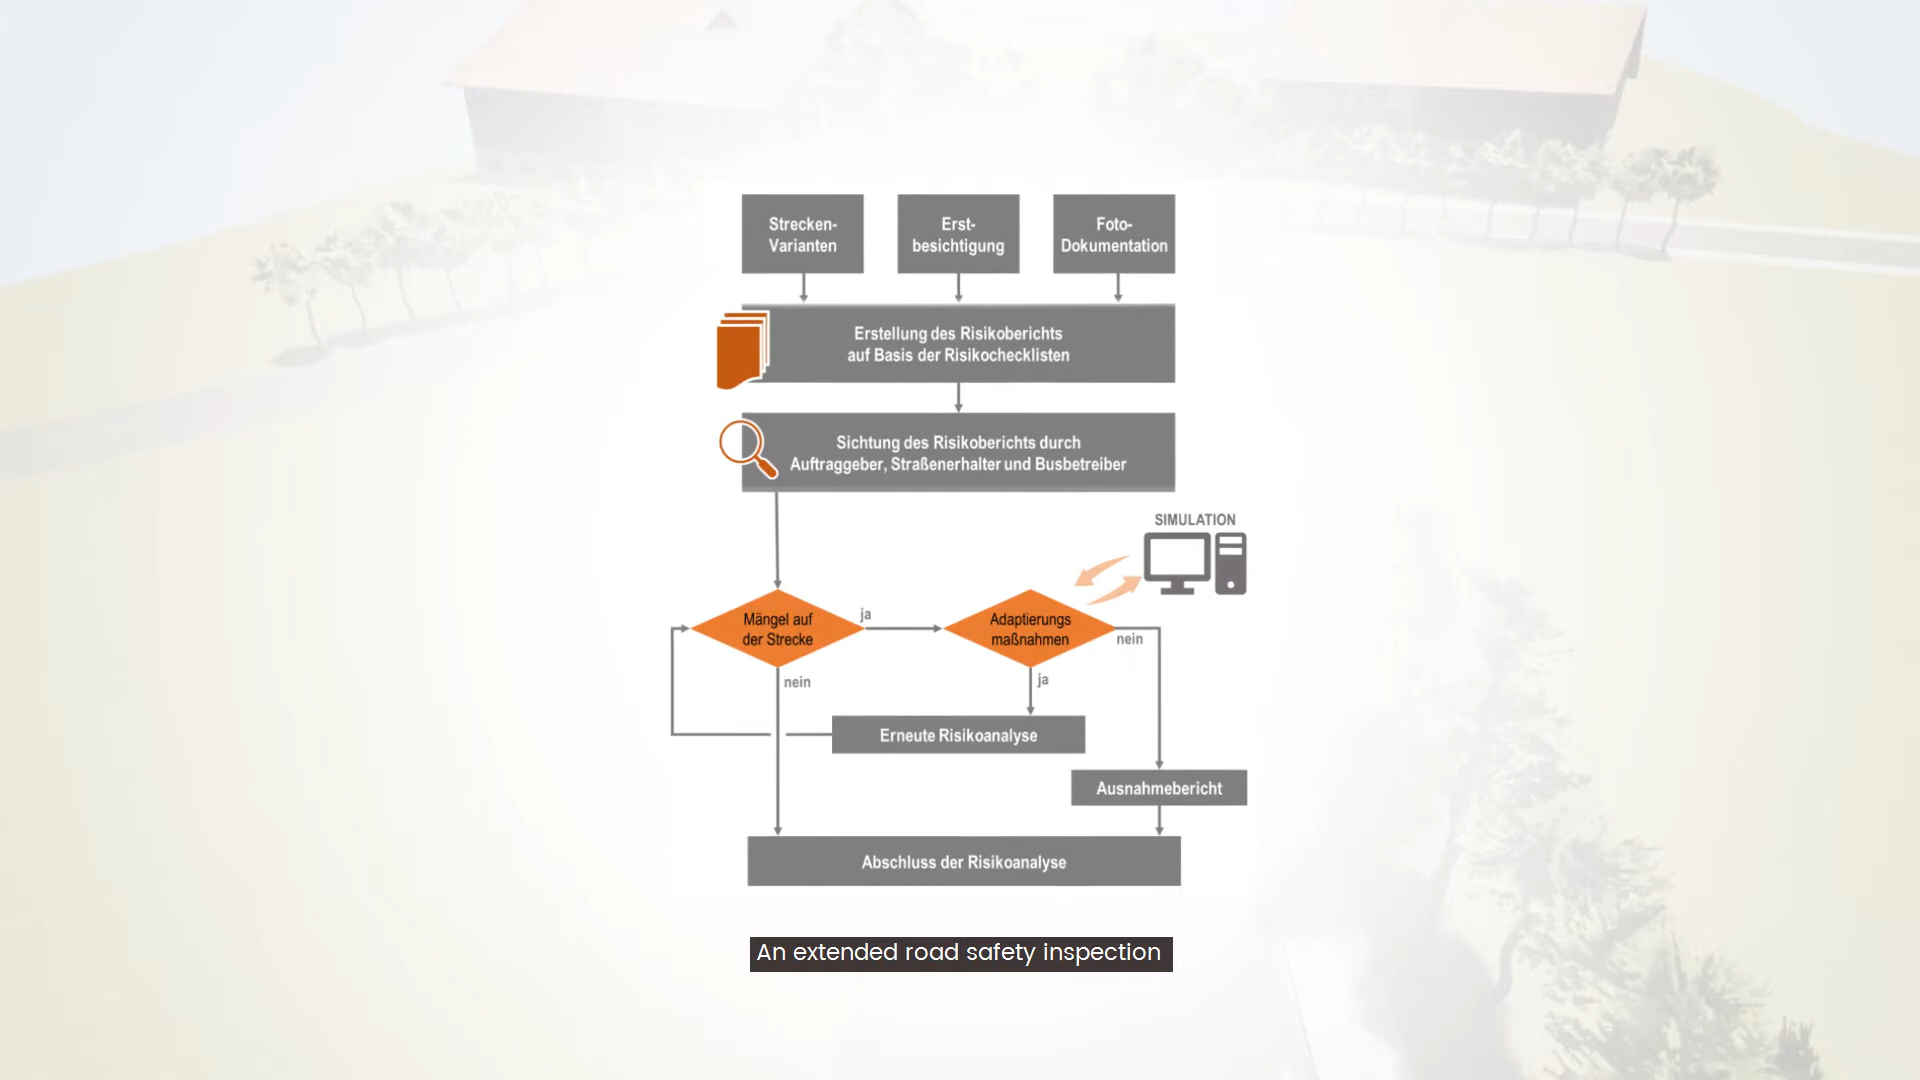 Strecken-
Varianten
Erst-
besichtigung
Foto-
Dokumentation
Erstellung des Risikoberichts
auf Basis der Risikochecklisten
Sichtung des Risikoberichts durch
Auftraggeber, Straßenerhalter und Busbetreiber
SIMULATION
Mängel auf
der Strecke
ja
Adaptierungs
maßnahmen
nein
nein
ja
Erneute Risikoanalyse
Ausnahmebericht
Abschluss der Risikoanalyse
An extended road safety inspection